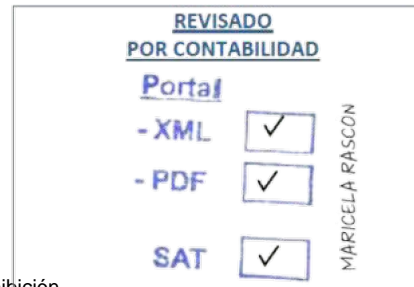 REVISADO
POR CONTABILIDAD
Portal
- XML ✓
- PDF ✓
SAT ✓
MARICELA RASCON